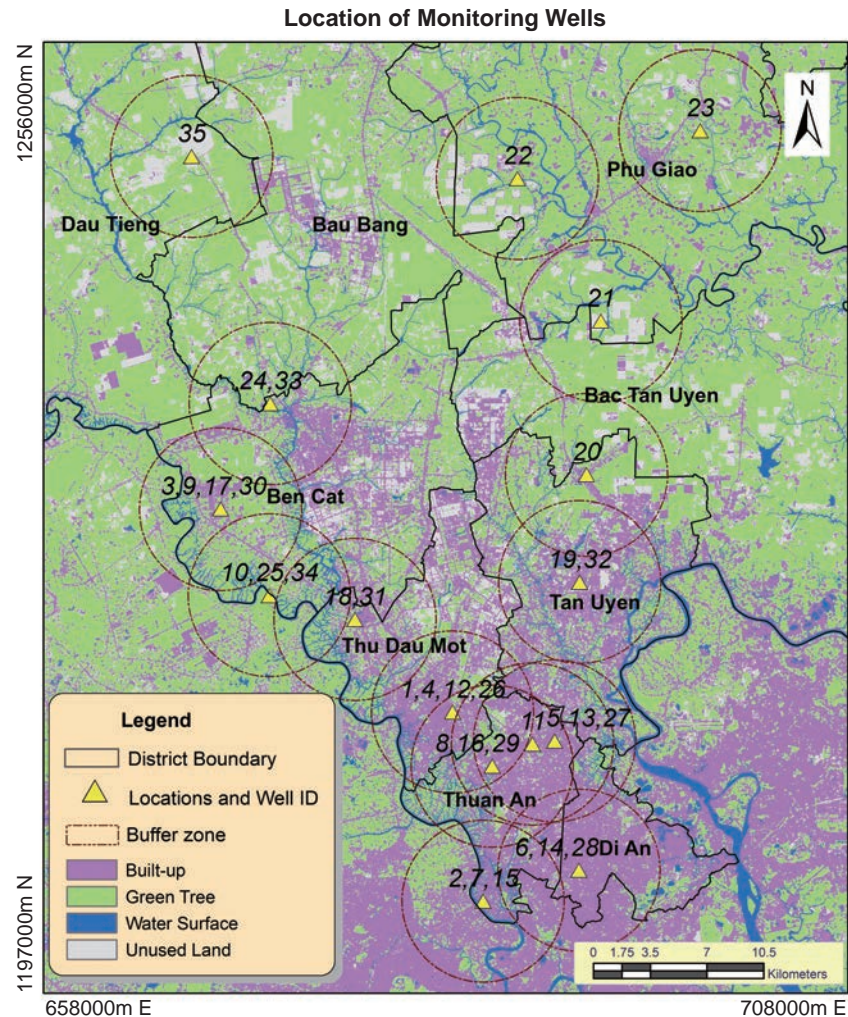 Location of Monitoring Wells
1256000m N
N
23
35
22
Phu Giao
Dau Tieng
Bau Bang
21
24,33
Bac Tan Uyen
20
3,9,17,30
Ben Cat
10,25,34
19,32
18,31
Tan Uyen
Thu Dau Mot
1,4,12,26
11
5,13,27
8,16,29
Thuan An
6,14,28
Di An
2,7,15
Legend
District Boundary
Locations and Well ID
Buffer zone
Built-up
Green Tree
Water Surface
Unused Land
0 1.75 3.5 7 10.5
Kilometers
1197000m N
658000m E
708000m E